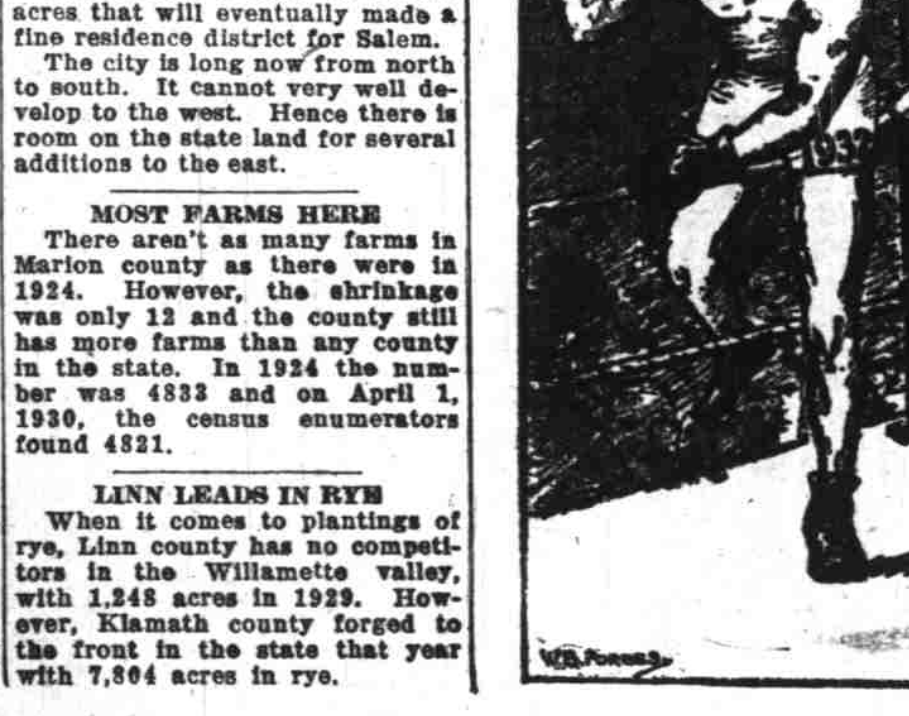 acres that will eventually made a
fine residence district for Salem.
The city is long now from north
to south. It cannot very well de-
velop to the west. Hence there is
room on the state land for several
additions to the east.
MOST FARMS HERE
There aren't as many farms in
Marion county as there were in
1924. However, the shrinkage
was only 12 and the county still
has more farms than any county
in the state. In 1924 the num-
ber was 4833 and on April 1,
1930, the census enumerators
found 4821.
LINN LEADS IN RYE
When it comes to plantings of
rye, Linn county has no competi-
tors in the Willamette valley,
with 1,248 acres in 1929. How-
ever, Klamath county forged to
the front in the state that year
with 7,804 acres in rye.
1932
W.B. FORBES.